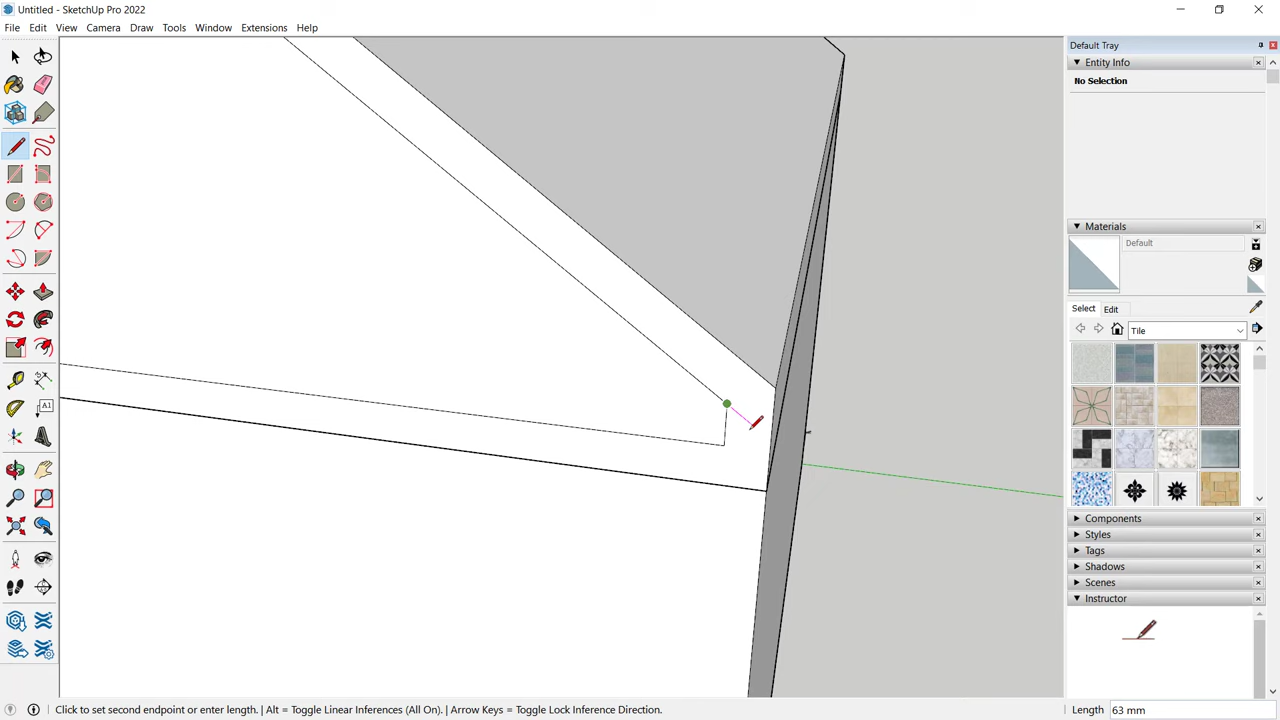 Untitled - SketchUp Pro 2022
File Edit View Camera Draw Tools Window Extensions Help
Default Tray
Entity Info
No Selection
Materials
Default
Select Edit
Tile
A1
Components
Styles
Tags
Shadows
Scenes
Instructor
Click to set second endpoint or enter length. | Alt = Toggle Linear Inferences (All On). | Arrow Keys = Toggle Lock Inference Direction.
Length 63 mm